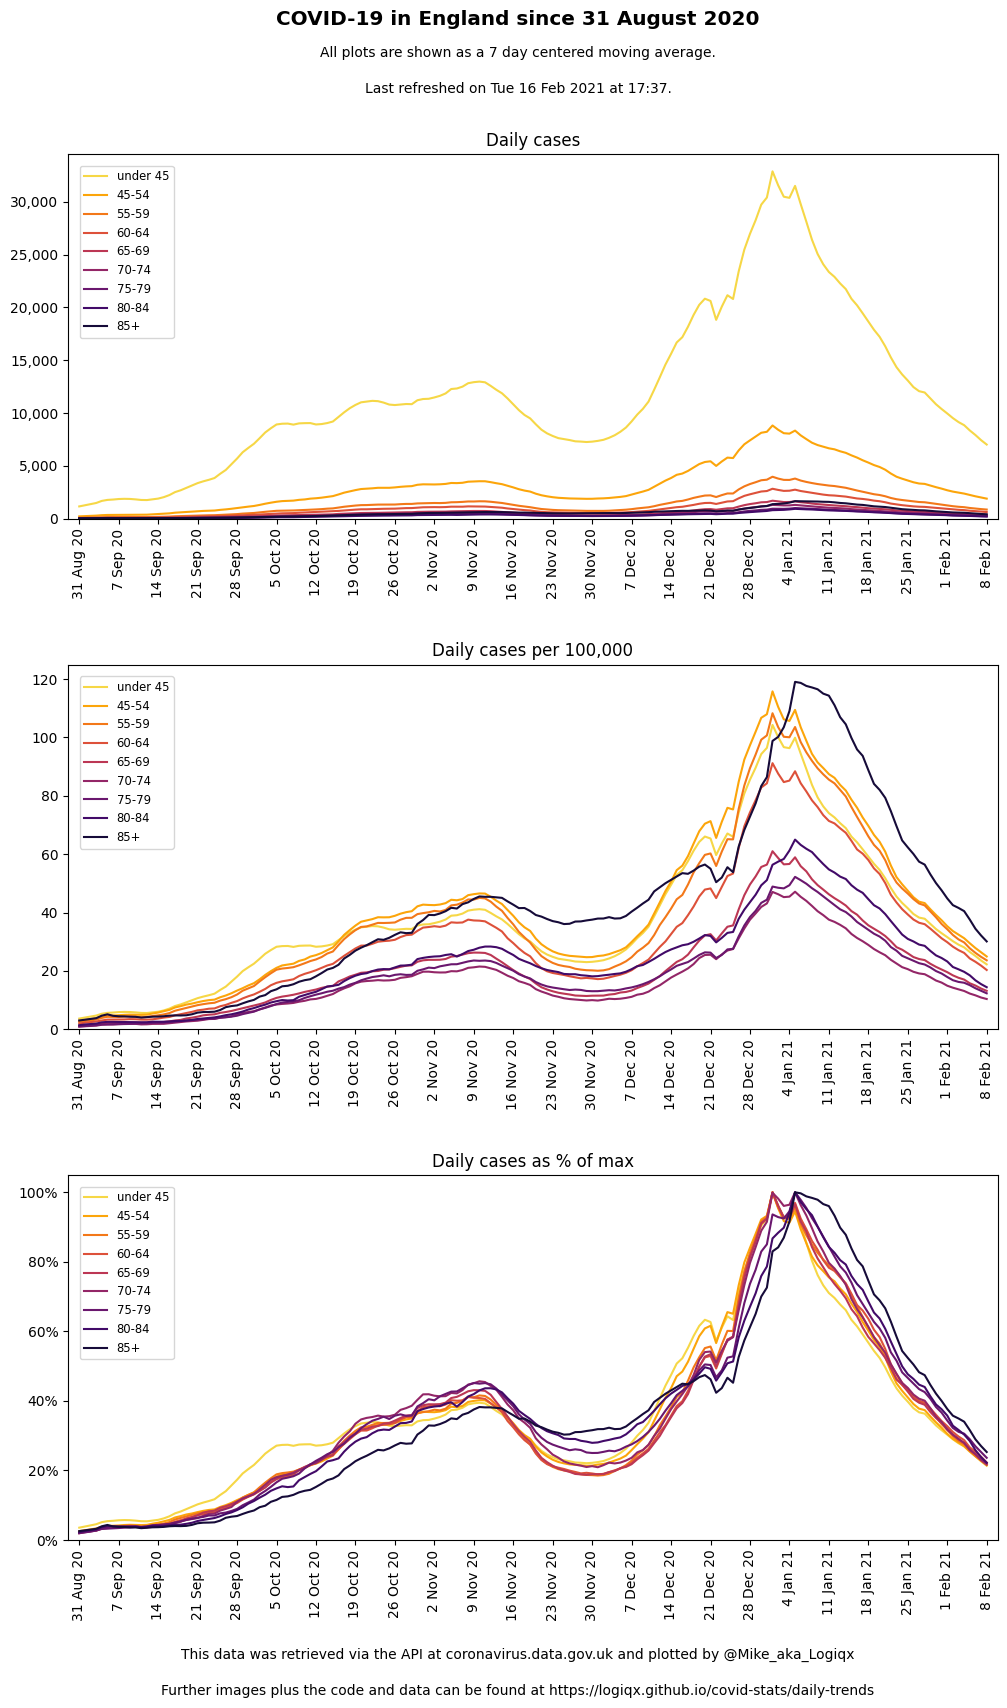 COVID-19 in England since 31 August 2020
All plots are shown as a 7 day centered moving average.
Last refreshed on Tue 16 Feb 2021 at 17:37.
Daily cases
30,000
25,000
20,000
15,000
10,000
5,000
0
under 45
45-54
55-59
60-64
65-69
70-74
75-79
80-84
85+
31 Aug 20
7 Sep 20
14 Sep 20
21 Sep 20
28 Sep 20
5 Oct 20
12 Oct 20
19 Oct 20
26 Oct 20
2 Nov 20
9 Nov 20
16 Nov 20
23 Nov 20
30 Nov 20
7 Dec 20
14 Dec 20
21 Dec 20
28 Dec 20
4 Jan 21
11 Jan 21
18 Jan 21
25 Jan 21
1 Feb 21
8 Feb 21
Daily cases per 100,000
120
100
80
60
40
20
0
under 45
45-54
55-59
60-64
65-69
70-74
75-79
80-84
85+
31 Aug 20
7 Sep 20
14 Sep 20
21 Sep 20
28 Sep 20
5 Oct 20
12 Oct 20
19 Oct 20
26 Oct 20
2 Nov 20
9 Nov 20
16 Nov 20
23 Nov 20
30 Nov 20
7 Dec 20
14 Dec 20
21 Dec 20
28 Dec 20
4 Jan 21
11 Jan 21
18 Jan 21
25 Jan 21
1 Feb 21
8 Feb 21
Daily cases as % of max
100%
80%
60%
40%
20%
0%
under 45
45-54
55-59
60-64
65-69
70-74
75-79
80-84
85+
31 Aug 20
7 Sep 20
14 Sep 20
21 Sep 20
28 Sep 20
5 Oct 20
12 Oct 20
19 Oct 20
26 Oct 20
2 Nov 20
9 Nov 20
16 Nov 20
23 Nov 20
30 Nov 20
7 Dec 20
14 Dec 20
21 Dec 20
28 Dec 20
4 Jan 21
11 Jan 21
18 Jan 21
25 Jan 21
1 Feb 21
8 Feb 21
This data was retrieved via the API at coronavirus.data.gov.uk and plotted by @Mike_aka_Logiqx
Further images plus the code and data can be found at https://logiqx.github.io/covid-stats/daily-trends